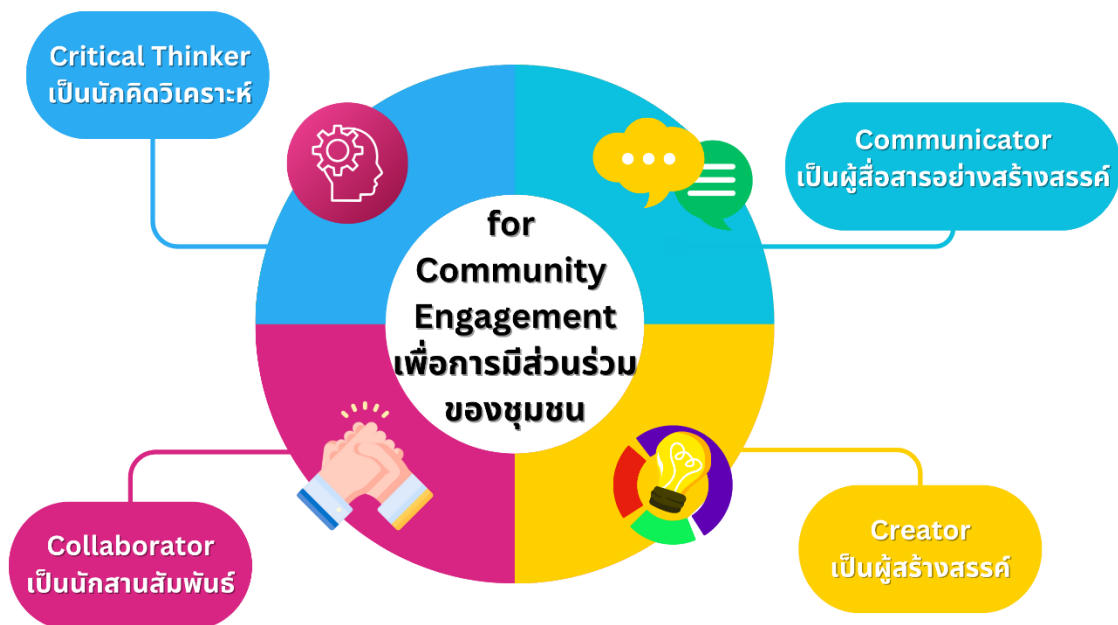 Critical Thinker
เป็นนักคิดวิเคราะห์
Communicator
เป็นผู้สื่อสารอย่างสร้างสรรค์
for
Community
Engagement
เพื่อการมีส่วนร่วม
ของชุมชน
Collaborator
เป็นนักสานสัมพันธ์
Creator
เป็นผู้สร้างสรรค์